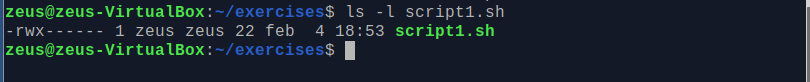 zeus@zeus-VirtualBox:~/exercises$ ls -l script1.sh
-rwx------ 1 zeus zeus 22 feb  4 18:53 script1.sh
zeus@zeus-VirtualBox:~/exercises$